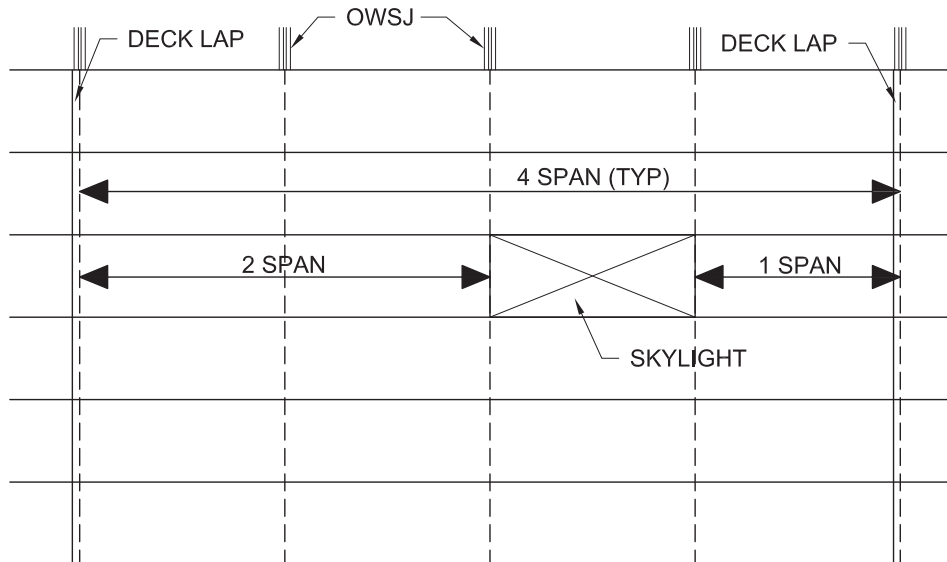 OWSJ
DECK LAP
DECK LAP
4 SPAN (TYP)
2 SPAN
1 SPAN
SKYLIGHT